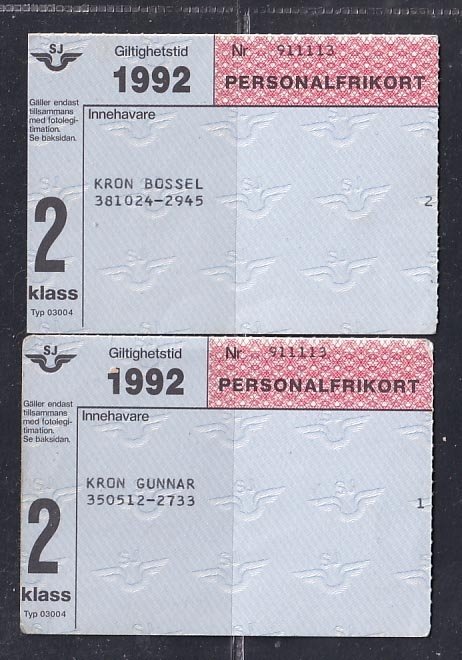 SJ
Giltighetstid
1992
Nr 911113
PERSONALFRIKORT
Gäller endast
tillsammans
med fotolegi-
timation.
Se baksidan.
Innehavare
KRON BOSSEL
381024-2945
2
2
klass
Typ 03004
SJ
Giltighetstid
1992
Nr 911113
PERSONALFRIKORT
Gäller endast
tillsammans
med fotolegi-
timation.
Se baksidan.
Innehavare
KRON GUNNAR
350512-2733
1
2
klass
Typ 03004